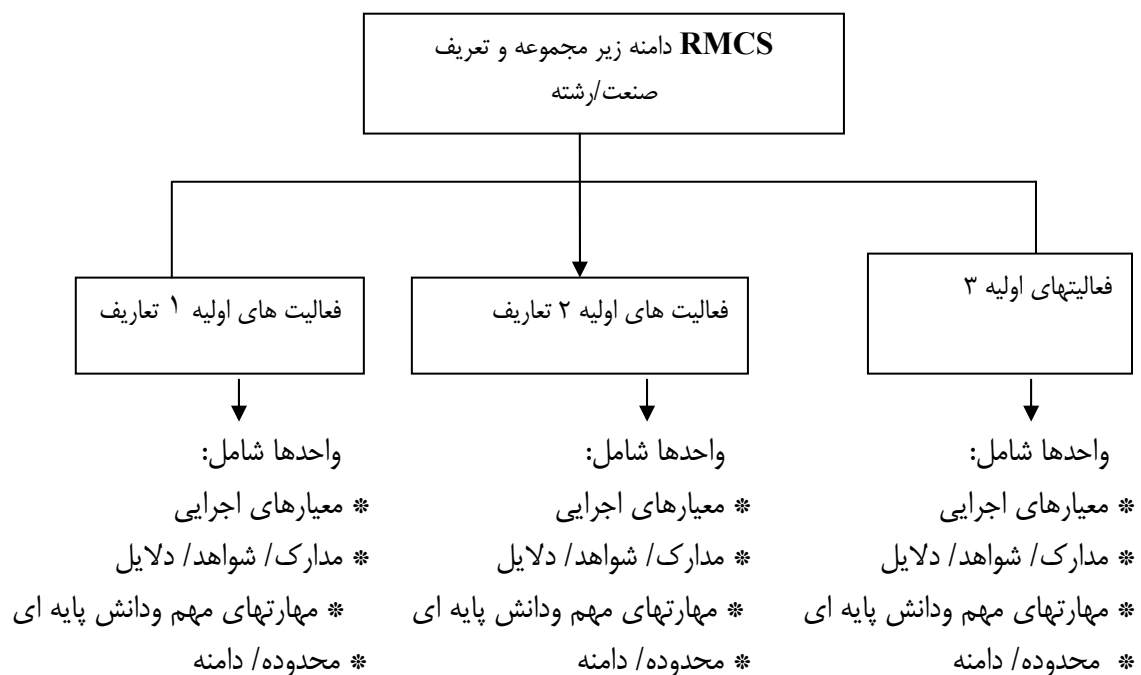 RMCS دامنه زیر مجموعه و تعریف
صنعت/رشته
فعالیتهای اولیه ۳
فعالیت های اولیه ۲ تعاریف
فعالیت های اولیه ۱ تعاریف
واحدها شامل:
* معیارهای اجرایی
* مدارک/ شواهد/ دلایل
* مهارتهای مهم ودانش پایه ای
* محدوده/ دامنه
واحدها شامل:
* معیارهای اجرایی
* مدارک/ شواهد/ دلایل
* مهارتهای مهم ودانش پایه ای
* محدوده/ دامنه
واحدها شامل:
* معیارهای اجرایی
* مدارک/ شواهد/ دلایل
* مهارتهای مهم ودانش پایه ای
* محدوده/ دامنه